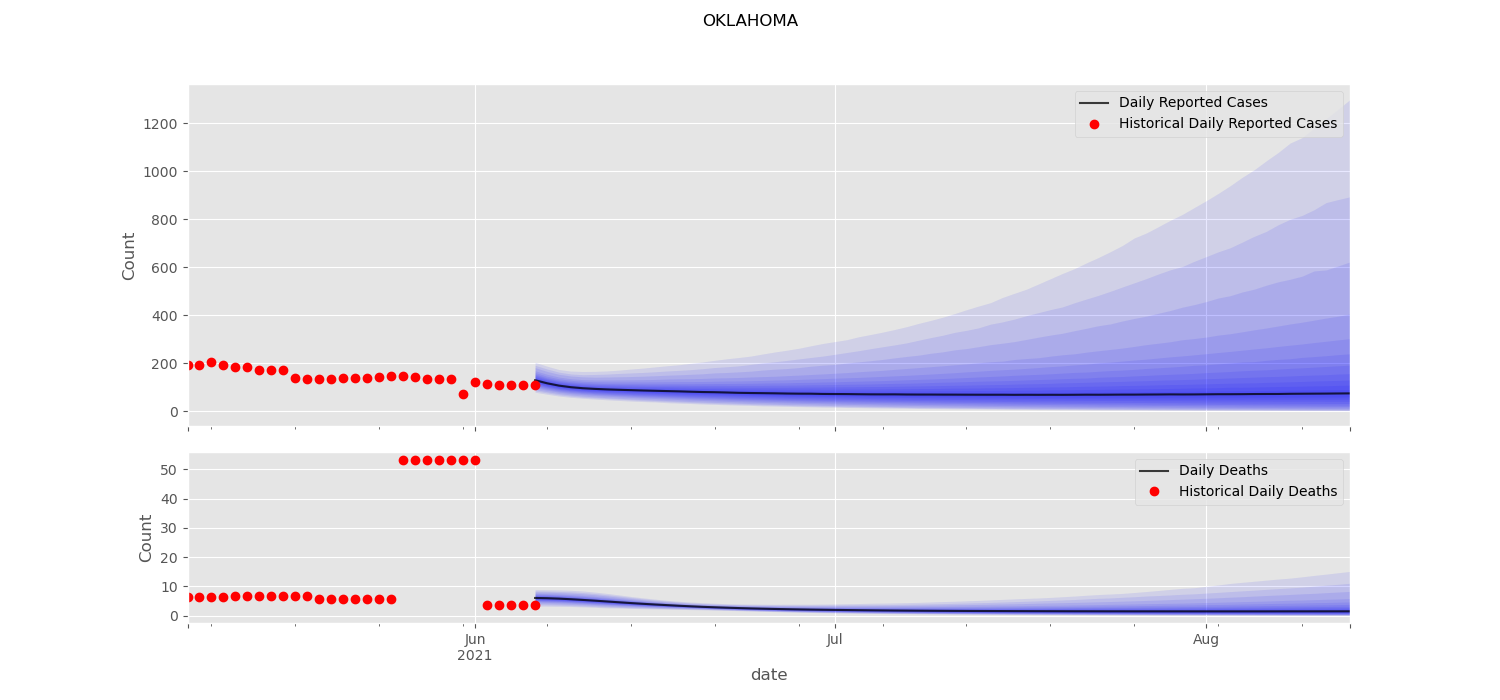 OKLAHOMA
Daily Reported Cases
Historical Daily Reported Cases
1200
1000
800
600
400
200
0
Count
Daily Deaths
Historical Daily Deaths
50
40
30
20
10
0
Count
Jun
2021
Jul
Aug
date